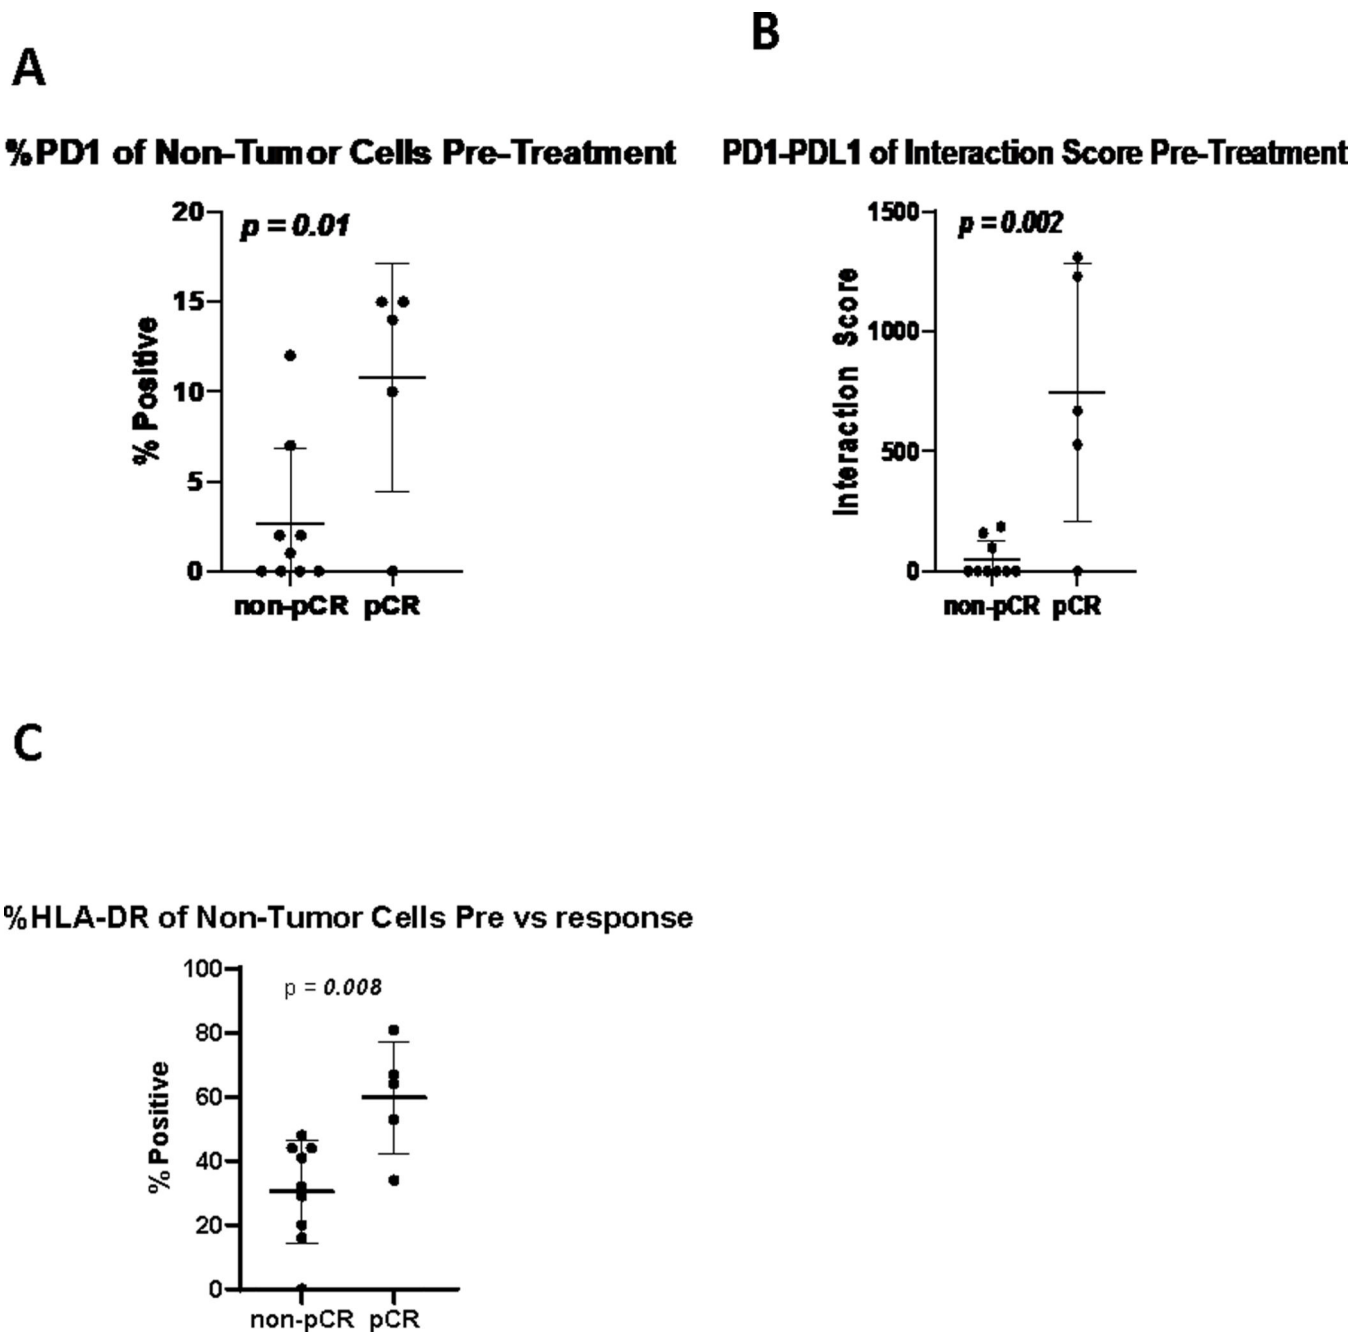 A
%PD1 of Non-Tumor Cells Pre-Treatment
p = 0.01
% Positive
20
15
10
5
0
non-pCR pCR
B
PD1-PDL1 of Interaction Score Pre-Treatment
p = 0.002
Interaction Score
1500
1000
500
0
non-pCR pCR
C
%HLA-DR of Non-Tumor Cells Pre vs response
p = 0.008
% Positive
100
80
60
40
20
0
non-pCR pCR